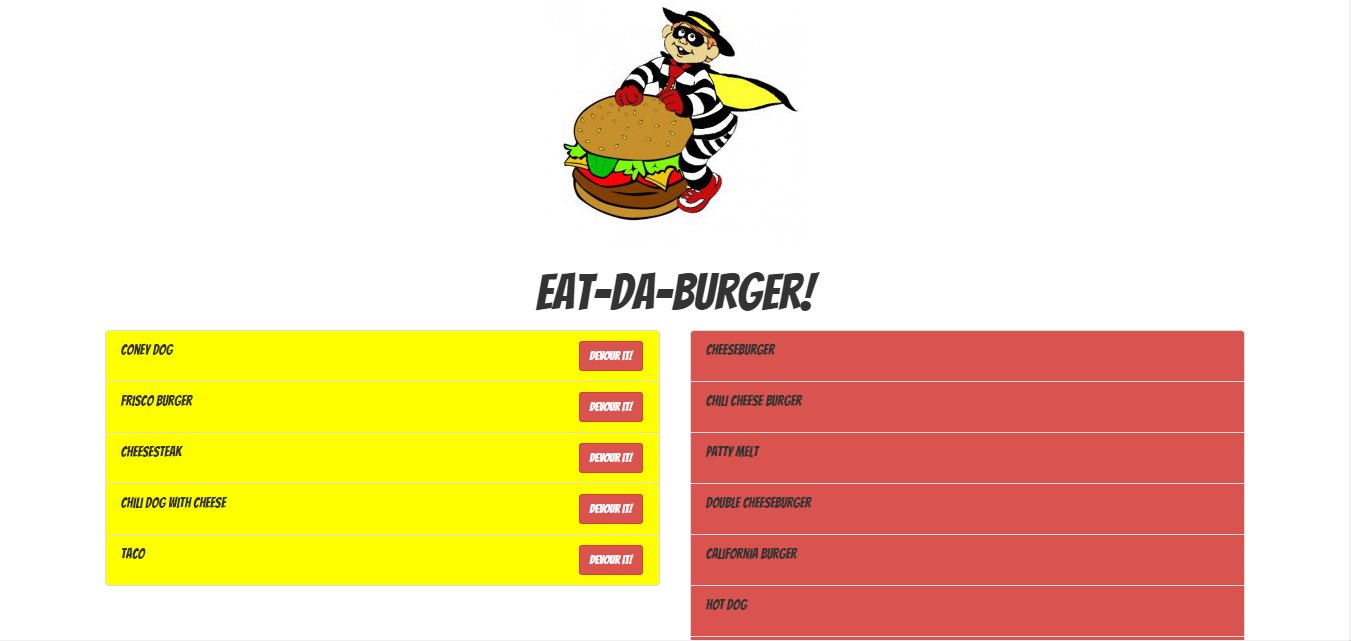 EAT-DA-BURGER!
CONEY DOG
DEVOUR IT!
FRISCO BURGER
DEVOUR IT!
CHEESESTEAK
DEVOUR IT!
CHILI DOG WITH CHEESE
DEVOUR IT!
TACO
DEVOUR IT!
CHEESEBURGER
CHILI CHEESE BURGER
PATTY MELT
DOUBLE CHEESEBURGER
CALIFORNIA BURGER
HOT DOG